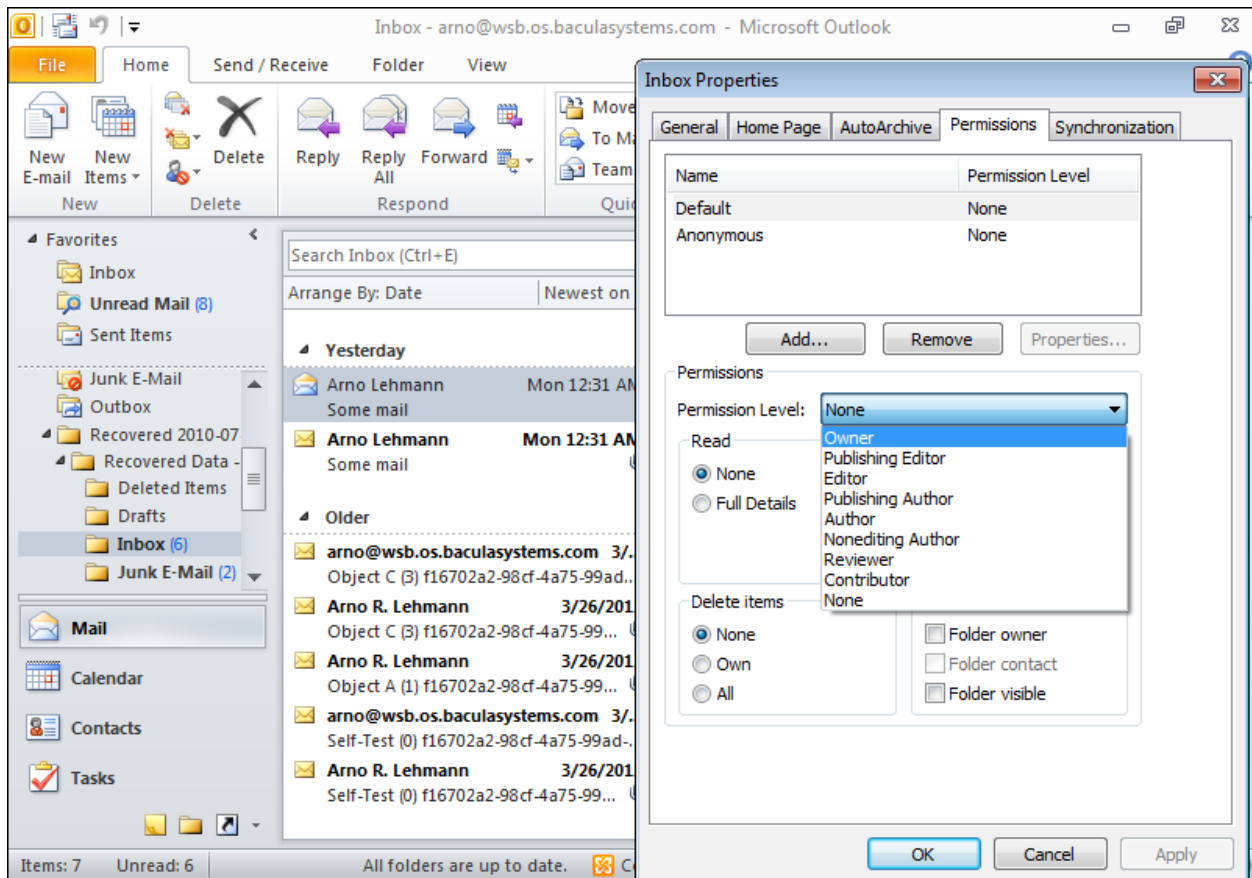 Inbox - arno@wsb.os.baculasystems.com - Microsoft Outlook
File Home Send / Receive Folder View
New E-mail
New Items
Delete
Reply
Reply All
Forward
Move
To Ma
Team
New
Delete
Respond
Quic
Favorites
Inbox
Unread Mail (8)
Sent Items
Junk E-Mail
Outbox
Recovered 2010-07
Recovered Data -
Deleted Items
Drafts
Inbox (6)
Junk E-Mail (2)
Mail
Calendar
Contacts
Tasks
Search Inbox (Ctrl+E)
Arrange By: Date Newest on
Yesterday
Arno Lehmann Mon 12:31 AM
Some mail
Arno Lehmann Mon 12:31 AM
Some mail
Older
arno@wsb.os.baculasystems.com 3/..
Object C (3) f16702a2-98cf-4a75-99ad..
Arno R. Lehmann 3/26/201
Object C (3) f16702a2-98cf-4a75-99...
Arno R. Lehmann 3/26/201
Object A (1) f16702a2-98cf-4a75-99...
arno@wsb.os.baculasystems.com 3/..
Self-Test (0) f16702a2-98cf-4a75-99ad-.
Arno R. Lehmann 3/26/201
Self-Test (0) f16702a2-98cf-4a75-99...
Inbox Properties
General Home Page AutoArchive Permissions Synchronization
Name Permission Level
Default None
Anonymous None
Add... Remove Properties...
Permissions
Permission Level: None
Owner
Publishing Editor
Editor
Publishing Author
Author
Nonediting Author
Reviewer
Contributor
None
Read
None
Full Details
Delete items
None
Own
All
Folder owner
Folder contact
Folder visible
OK Cancel Apply
Items: 7 Unread: 6 All folders are up to date. Co